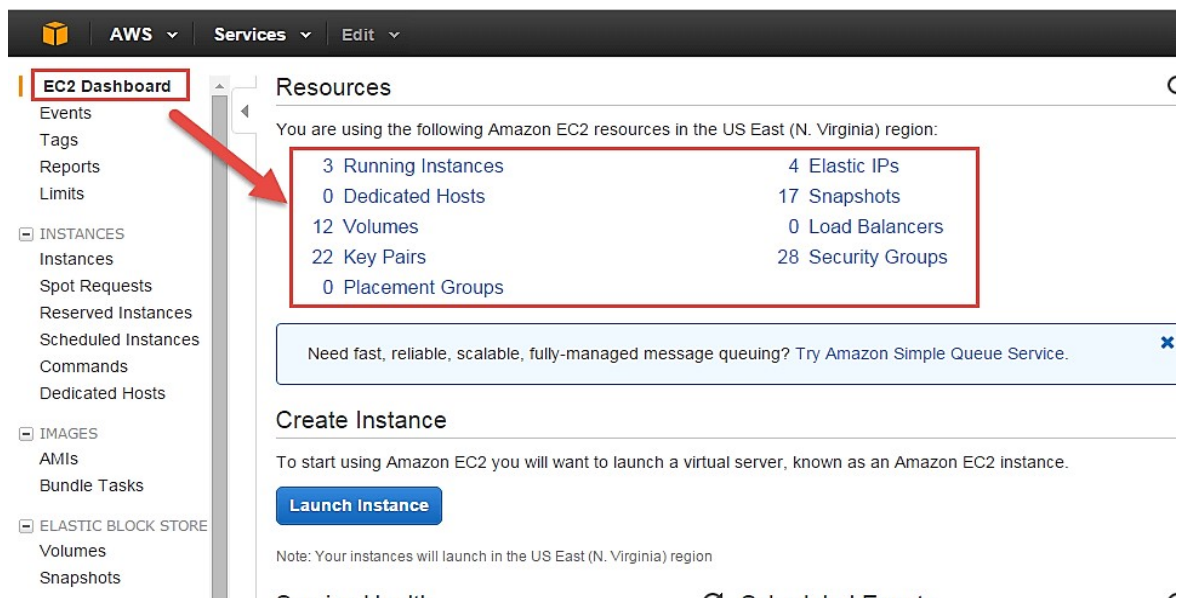 AWS Services Edit
EC2 Dashboard
Events
Tags
Reports
Limits
INSTANCES
Instances
Spot Requests
Reserved Instances
Scheduled Instances
Commands
Dedicated Hosts
IMAGES
AMIs
Bundle Tasks
ELASTIC BLOCK STORE
Volumes
Snapshots
Resources
You are using the following Amazon EC2 resources in the US East (N. Virginia) region:
3 Running Instances 4 Elastic IPs
0 Dedicated Hosts 17 Snapshots
12 Volumes 0 Load Balancers
22 Key Pairs 28 Security Groups
0 Placement Groups
Need fast, reliable, scalable, fully-managed message queuing? Try Amazon Simple Queue Service.
Create Instance
To start using Amazon EC2 you will want to launch a virtual server, known as an Amazon EC2 instance.
Launch Instance
Note: Your instances will launch in the US East (N. Virginia) region